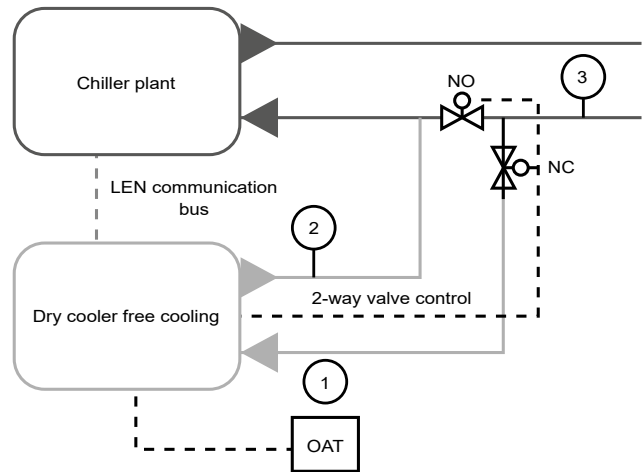 Chiller plant
NO
3
LEN communication
bus
NC
2
2-way valve control
Dry cooler free cooling
1
OAT